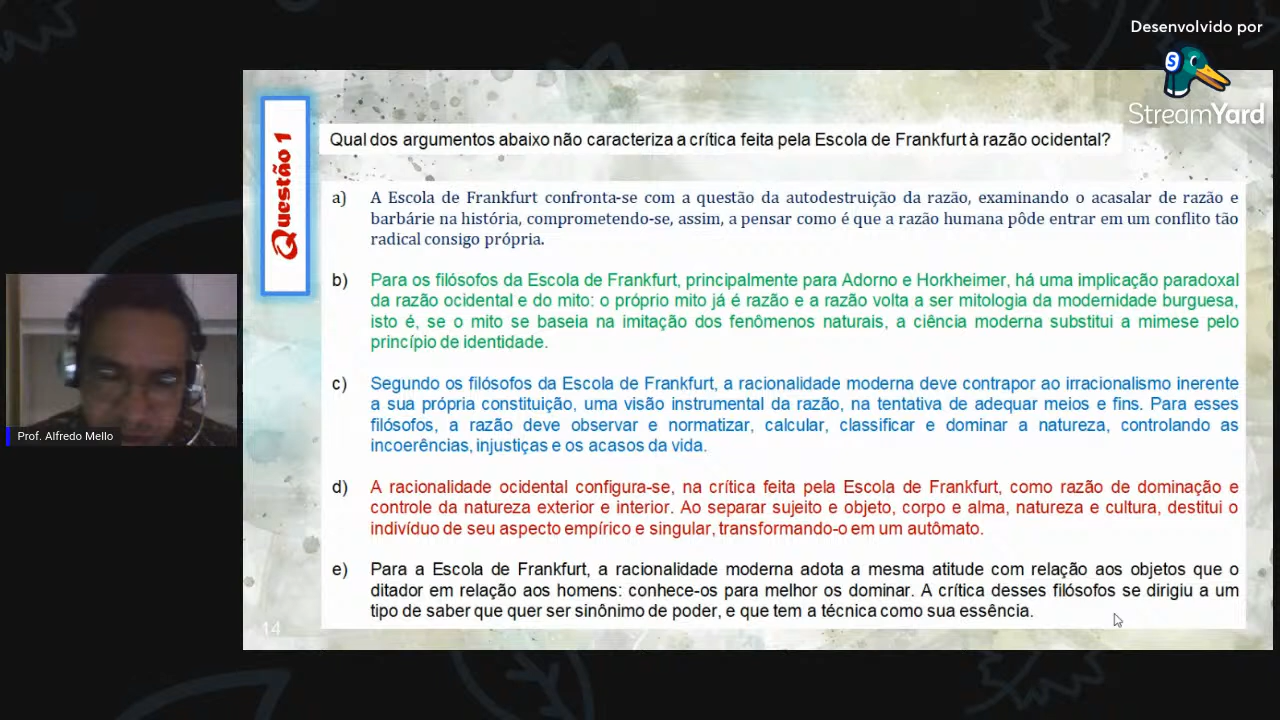 Desenvolvido por
StreamYard
Questão 1
Qual dos argumentos abaixo não caracteriza a crítica feita pela Escola de Frankfurt à razão ocidental?
a) A Escola de Frankfurt confronta-se com a questão da autodestruição da razão, examinando o acasalar de razão e
barbárie na história, comprometendo-se, assim, a pensar como é que a razão humana pôde entrar em um conflito tão
radical consigo própria.
b) Para os filósofos da Escola de Frankfurt, principalmente para Adorno e Horkheimer, há uma implicação paradoxal
da razão ocidental e do mito: o próprio mito já é razão e a razão volta a ser mitologia da modernidade burguesa,
isto é, se o mito se baseia na imitação dos fenômenos naturais, a ciência moderna substitui a mimese pelo
princípio de identidade.
c) Segundo os filósofos da Escola de Frankfurt, a racionalidade moderna deve contrapor ao irracionalismo inerente
a sua própria constituição, uma visão instrumental da razão, na tentativa de adequar meios e fins. Para esses
filósofos, a razão deve observar e normatizar, calcular, classificar e dominar a natureza, controlando as
incoerências, injustiças e os acasos da vida.
d) A racionalidade ocidental configura-se, na crítica feita pela Escola de Frankfurt, como razão de dominação e
controle da natureza exterior e interior. Ao separar sujeito e objeto, corpo e alma, natureza e cultura, destitui o
indivíduo de seu aspecto empírico e singular, transformando-o em um autômato.
e) Para a Escola de Frankfurt, a racionalidade moderna adota a mesma atitude com relação aos objetos que o
ditador em relação aos homens: conhece-os para melhor os dominar. A crítica desses filósofos se dirigiu a um
tipo de saber que quer ser sinônimo de poder, e que tem a técnica como sua essência.
14
Prof. Alfredo Mello